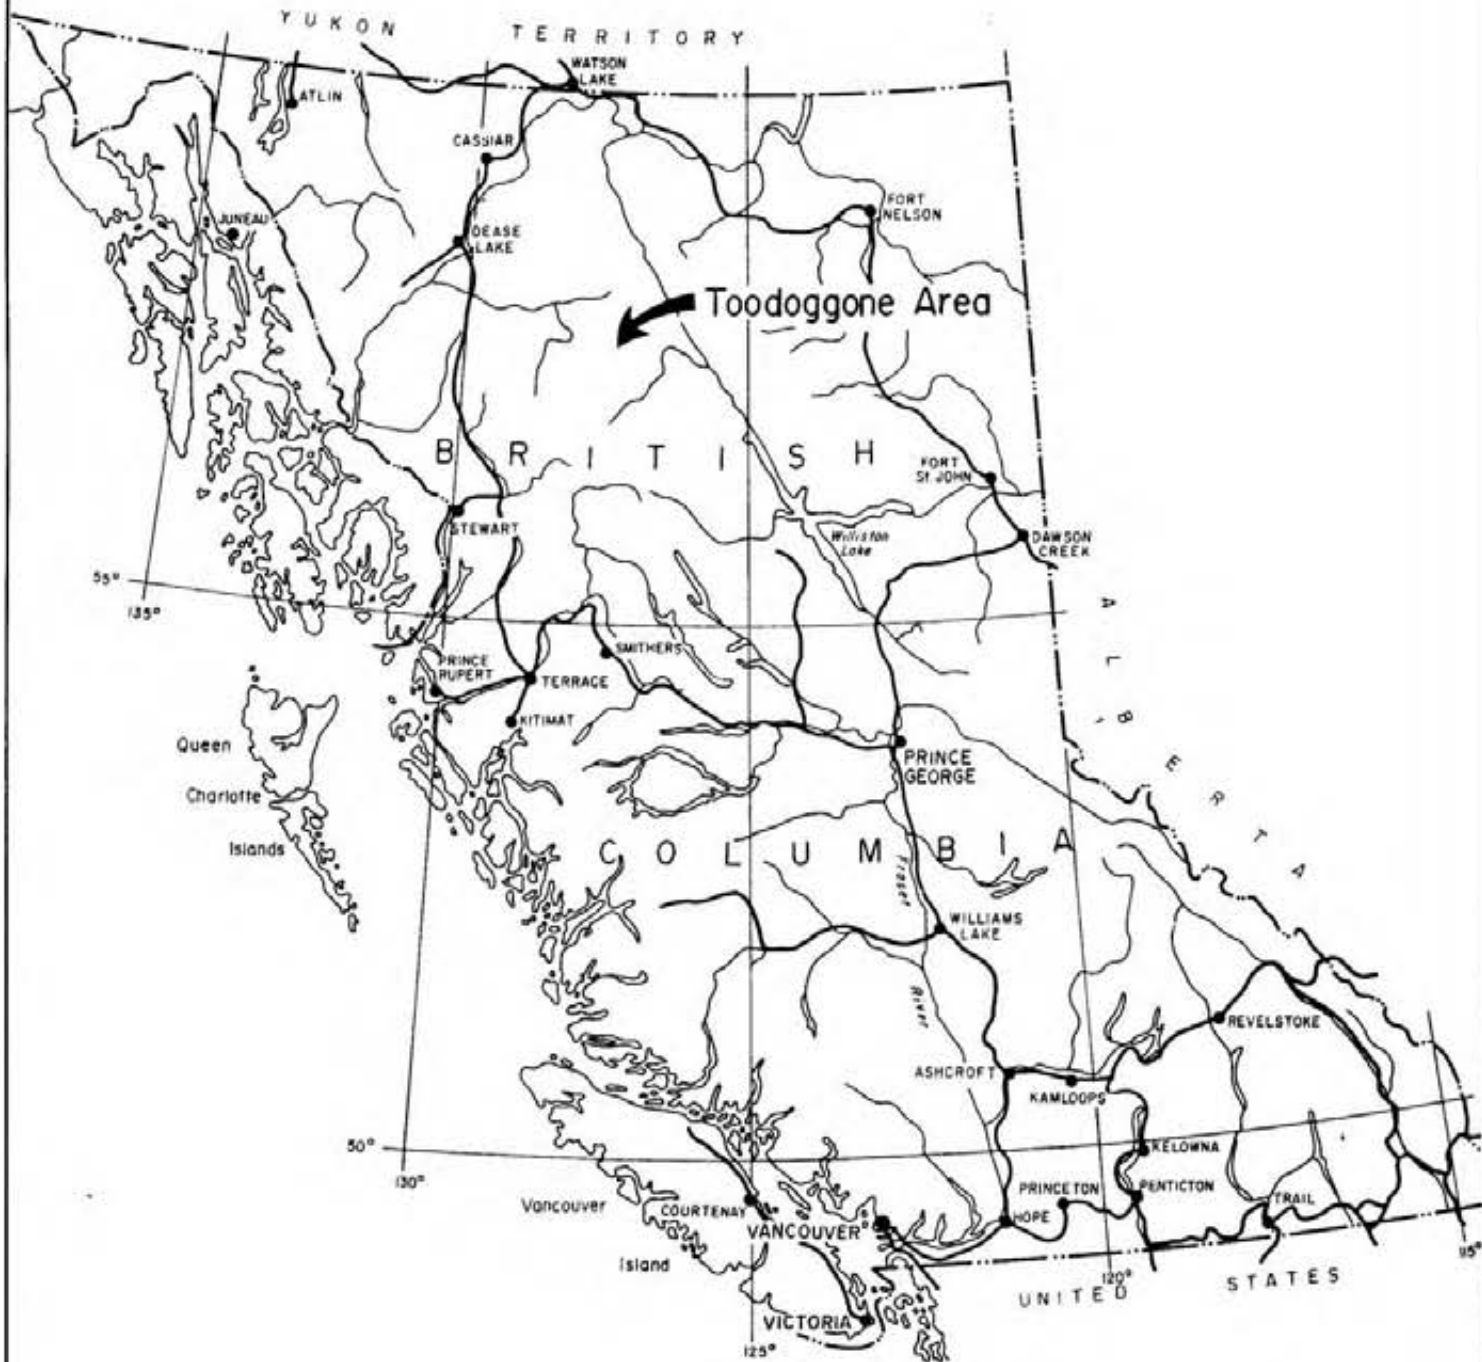 YUKON TERRITORY
WATSON
LAKE
ATLIN
CASSIAR
FORT
NELSON
JUNEAU
DEASE
LAKE
Toodoggone Area
BRITISH
FORT
St. JOHN
STEWART
Williston
Lake
DAWSON
CREEK
55°
135°
ALBERTA
SMITHERS
PRINCE
RUPERT
TERRACE
KITIMAT
Queen
Charlotte
Islands
PRINCE
GEORGE
COLUMBIA
Fraser
River
WILLIAMS
LAKE
REVELSTOKE
ASHCROFT
KAMLOOPS
50°
130°
KELOWNA
Vancouver
Island
COURTENAY
PRINCETON
PENTICTON
TRAIL
HOPE
VANCOUVER
VICTORIA
125°
120°
UNITED STATES